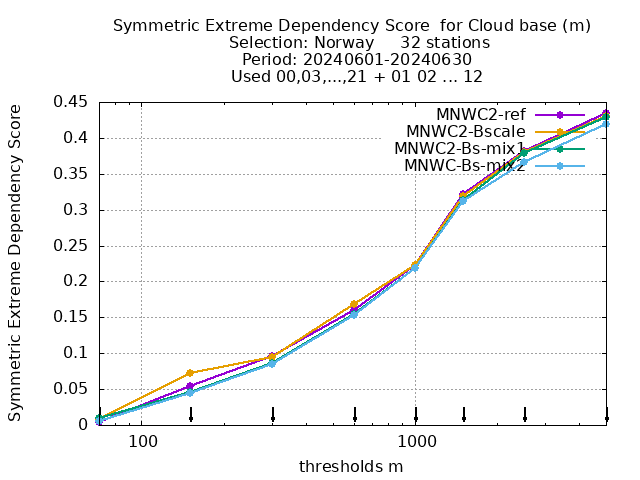 Symmetric Extreme Dependency Score  for Cloud base (m)
Selection: Norway     32 stations
Period: 20240601-20240630
Used 00,03,...,21 + 01 02 ... 12
Symmetric Extreme Dependency Score
0.45
0.4
0.35
0.3
0.25
0.2
0.15
0.1
0.05
0
MNWC2-ref
MNWC2-Bscale
MNWC2-Bs-mix1
MNWC-Bs-mix2
100
1000
thresholds m